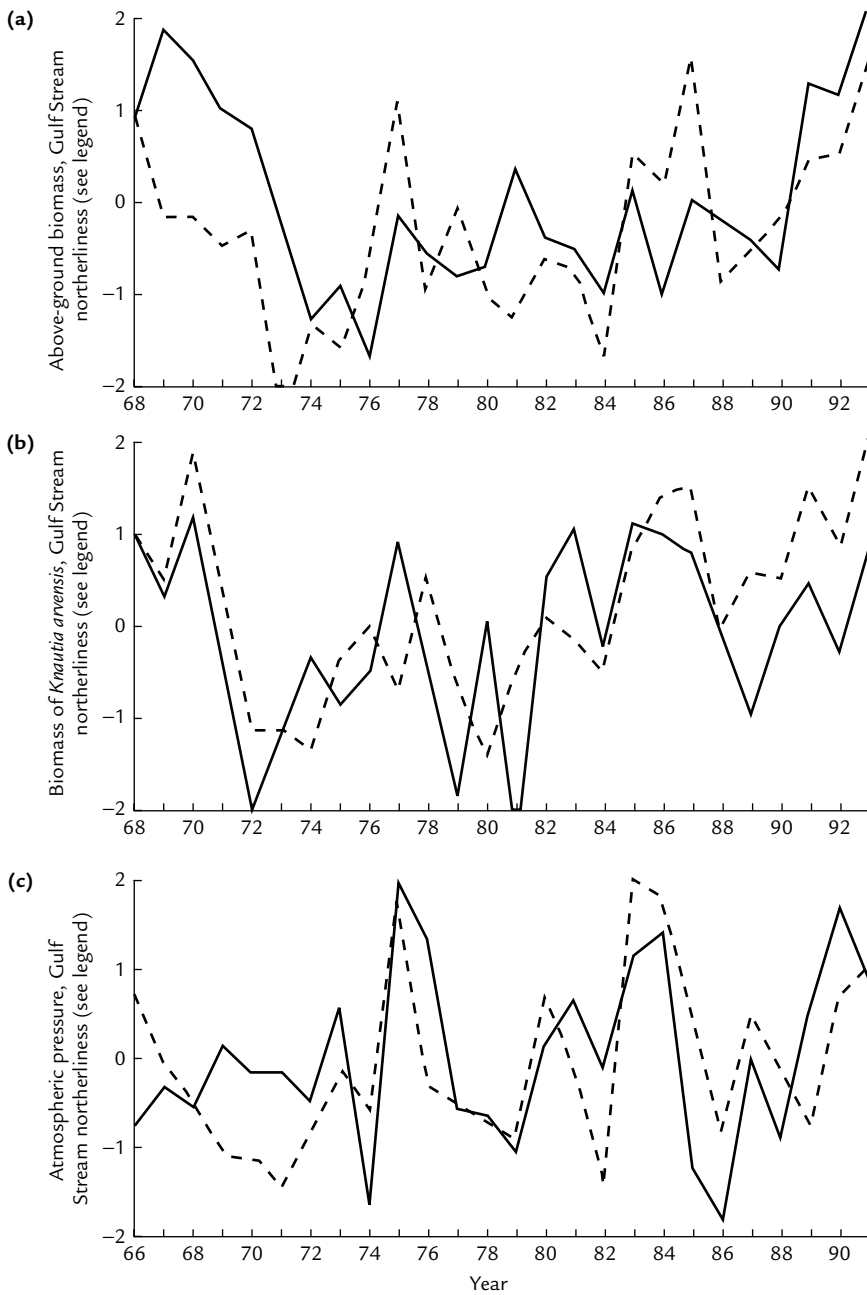 (a)
Above-ground biomass, Gulf Stream
northerliness (see legend)
2
1
0
−1
−2
68 70 72 74 76 78 80 82 84 86 88 90 92
(b)
Biomass of Knautia arvensis, Gulf Stream
northerliness (see legend)
2
1
0
−1
−2
68 70 72 74 76 78 80 82 84 86 88 90 92
(c)
Atmospheric pressure, Gulf
Stream northerliness (see legend)
2
1
0
−1
−2
66 68 70 72 74 76 78 80 82 84 86 88 90
Year